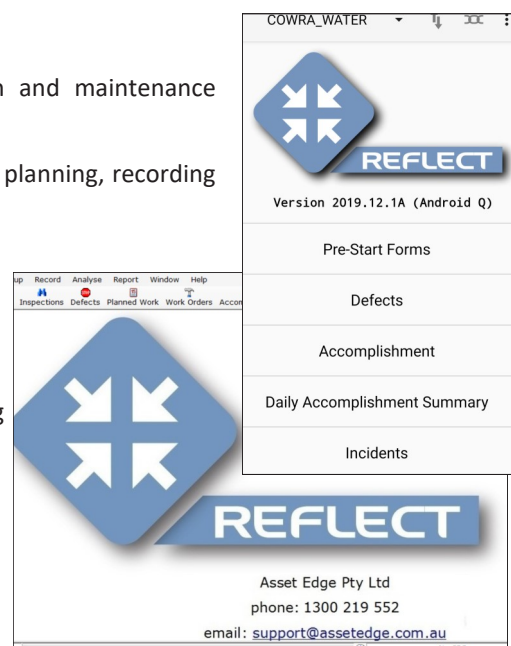 n and maintenance
planning, recording
g
COWRA_WATER
REFLECT
Version 2019.12.1A (Android Q)
Pre-Start Forms
Defects
Accomplishment
Daily Accomplishment Summary
Incidents
up Record Analyse Report Window Help
Inspections Defects Planned Work Work Orders Accom
REFLECT
Asset Edge Pty Ltd
phone: 1300 219 552
email: support@assetedge.com.au